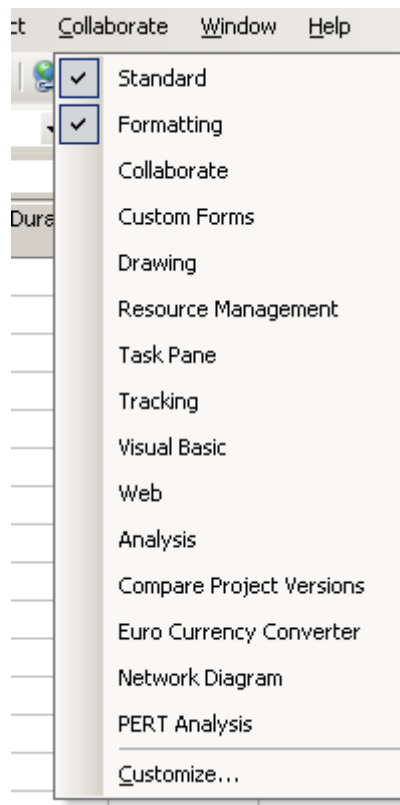 ct Collaborate Window Help
Standard
Formatting
Collaborate
Custom Forms
Dura
Drawing
Resource Management
Task Pane
Tracking
Visual Basic
Web
Analysis
Compare Project Versions
Euro Currency Converter
Network Diagram
PERT Analysis
Customize...